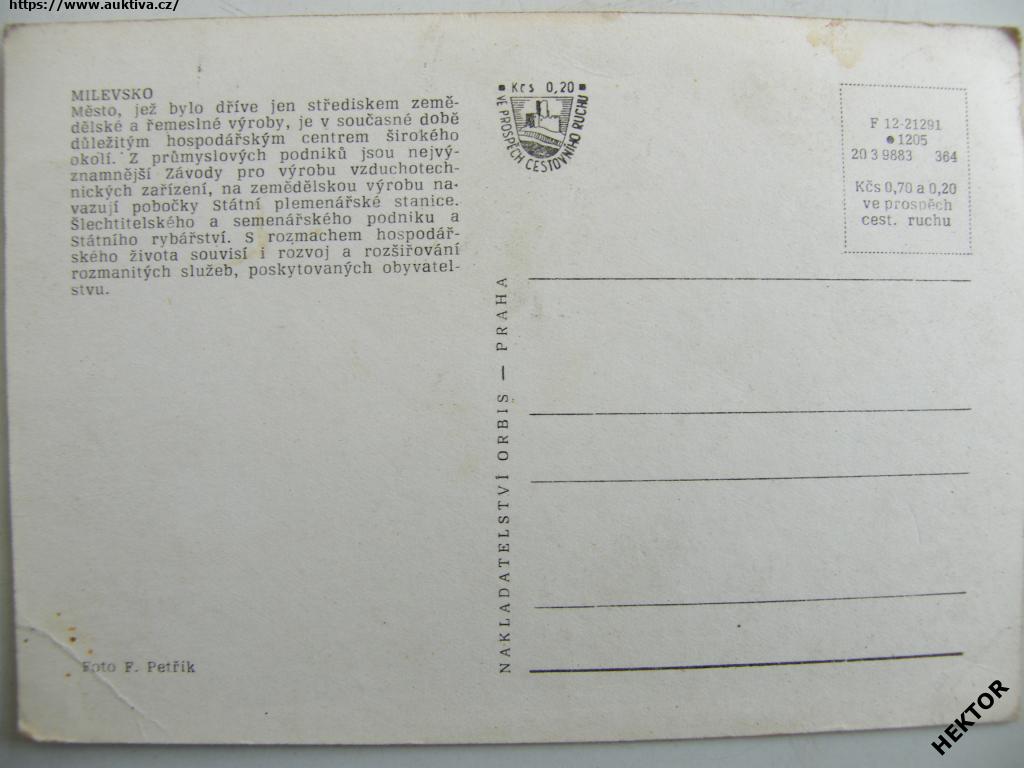 https://www.auktiva.cz/
MILEVSKO
Město, jež bylo dříve jen střediskem země-
dělské a řemeslné výroby, je v současné době
důležitým hospodářským centrem širokého
okolí. Z průmyslových podniků jsou nejvý-
znamnější Závody pro výrobu vzduchotech-
nických zařízení, na zemědělskou výrobu na-
vazují pobočky Státní plemenářské stanice.
Šlechtitelského a semenářského podniku a
Státního rybářství. S rozmachem hospodář-
ského života souvisí i rozvoj a rozšiřování
rozmanitých služeb, poskytovaných obyvatel-
stvu.
Foto F. Petřík
Kčs 0,20
VE PROSPĚCH CESTOVNÍHO RUCHU
NAKLADATELSTVÍ ORBIS — PRAHA
F 12-21291
1205
20 3 9883 364
Kčs 0,70 a 0,20
ve prospěch
cest. ruchu
HEKTOR